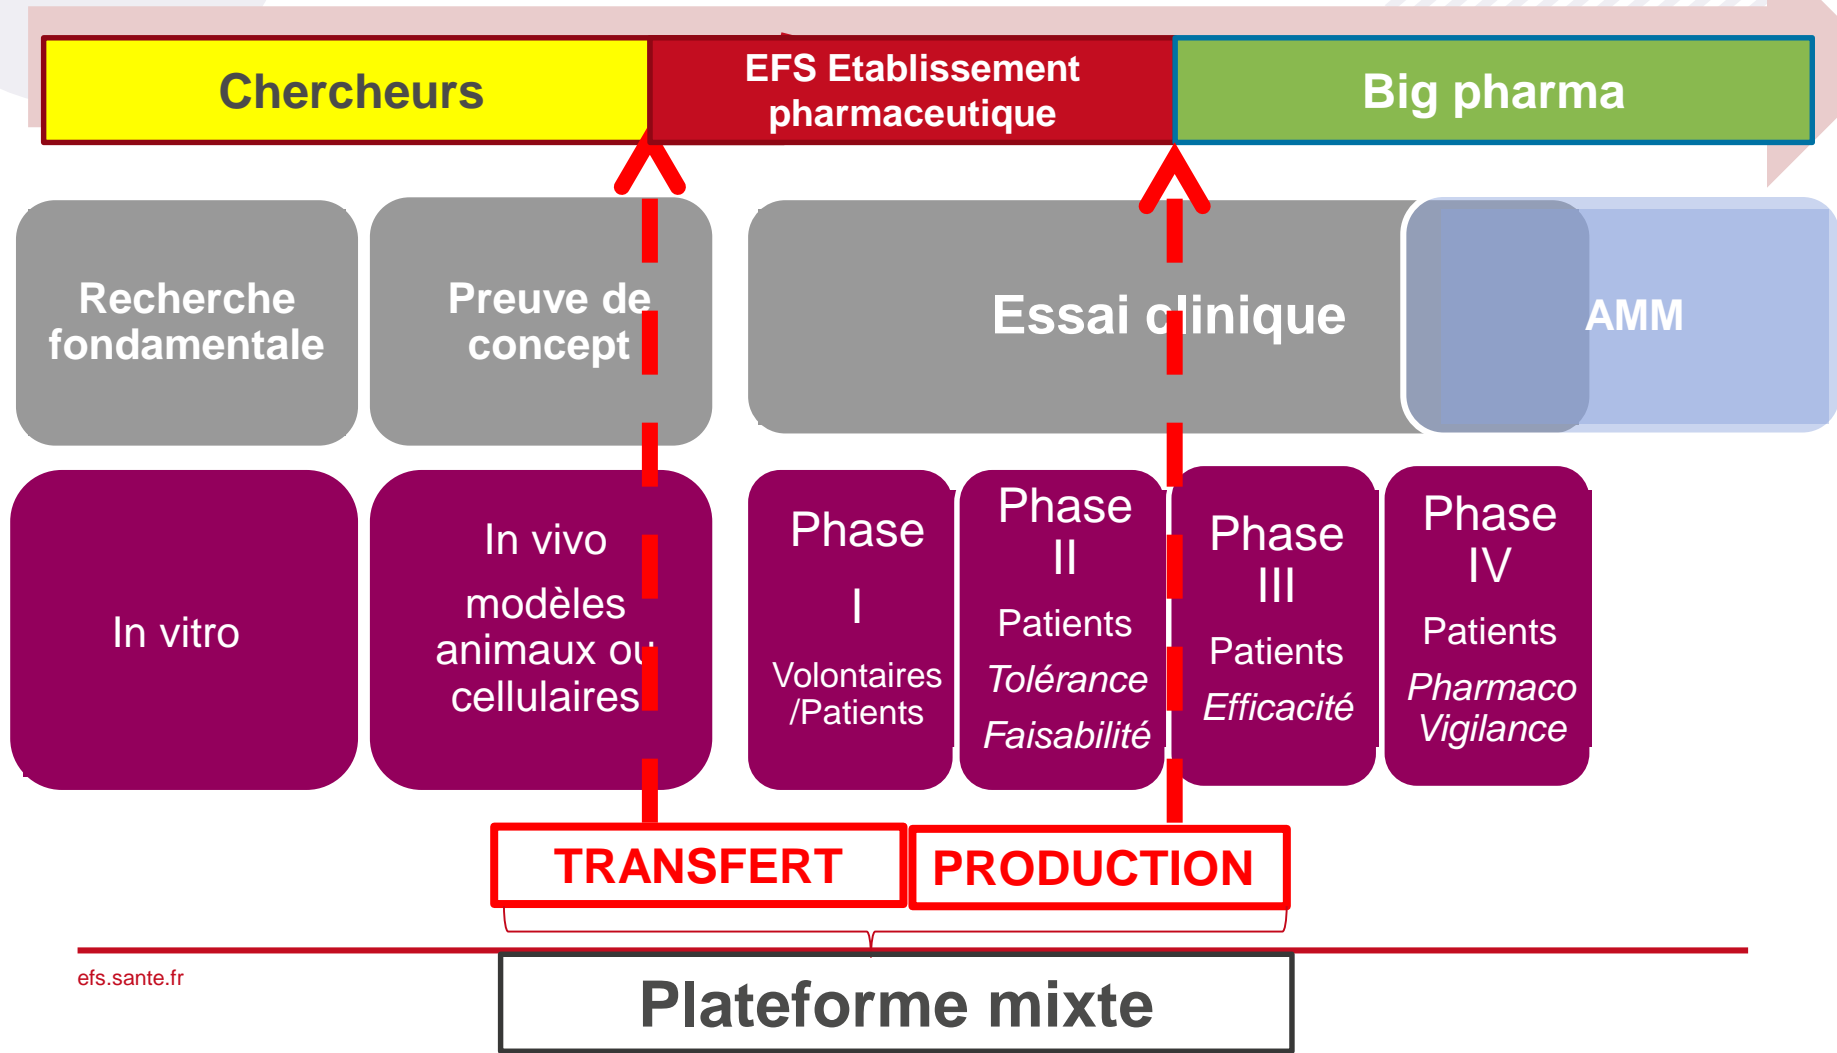 Chercheurs
EFS Etablissement
pharmaceutique
Big pharma
Recherche
fondamentale
Preuve de
concept
Essai clinique
AMM
In vitro
In vivo
modèles
animaux ou
cellulaires
Phase
I
Volontaires
/Patients
Phase
II
Patients
Tolérance
Faisabilité
Phase
III
Patients
Efficacité
Phase
IV
Patients
Pharmaco
Vigilance
TRANSFERT
PRODUCTION
efs.sante.fr
Plateforme mixte